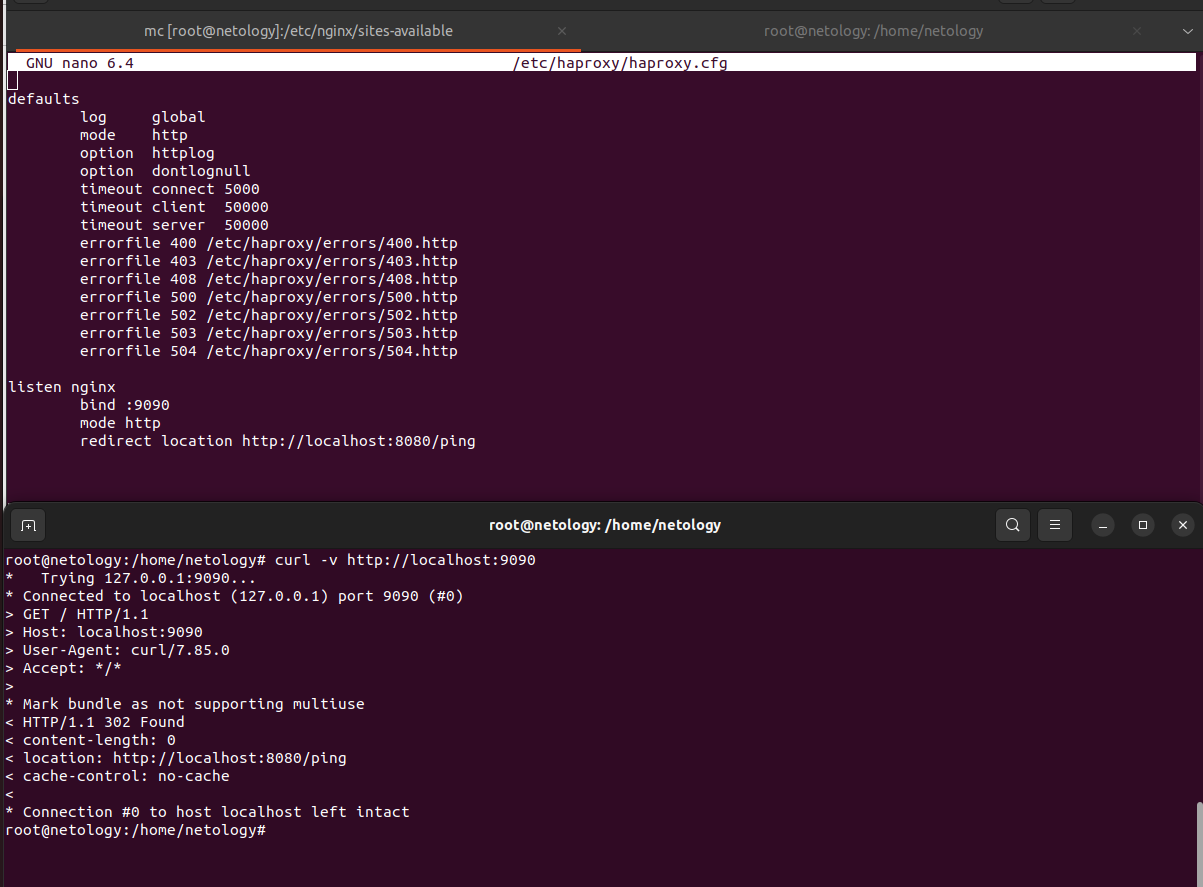 mc [root@netology]:/etc/nginx/sites-available
root@netology: /home/netology
GNU nano 6.4 /etc/haproxy/haproxy.cfg
defaults
log global
mode http
option httplog
option dontlognull
timeout connect 5000
timeout client 50000
timeout server 50000
errorfile 400 /etc/haproxy/errors/400.http
errorfile 403 /etc/haproxy/errors/403.http
errorfile 408 /etc/haproxy/errors/408.http
errorfile 500 /etc/haproxy/errors/500.http
errorfile 502 /etc/haproxy/errors/502.http
errorfile 503 /etc/haproxy/errors/503.http
errorfile 504 /etc/haproxy/errors/504.http
listen nginx
bind :9090
mode http
redirect location http://localhost:8080/ping
root@netology: /home/netology
root@netology:/home/netology# curl -v http://localhost:9090
* Trying 127.0.0.1:9090...
* Connected to localhost (127.0.0.1) port 9090 (#0)
> GET / HTTP/1.1
> Host: localhost:9090
> User-Agent: curl/7.85.0
> Accept: */*
>
* Mark bundle as not supporting multiuse
< HTTP/1.1 302 Found
< content-length: 0
< location: http://localhost:8080/ping
< cache-control: no-cache
<
* Connection #0 to host localhost left intact
root@netology:/home/netology#